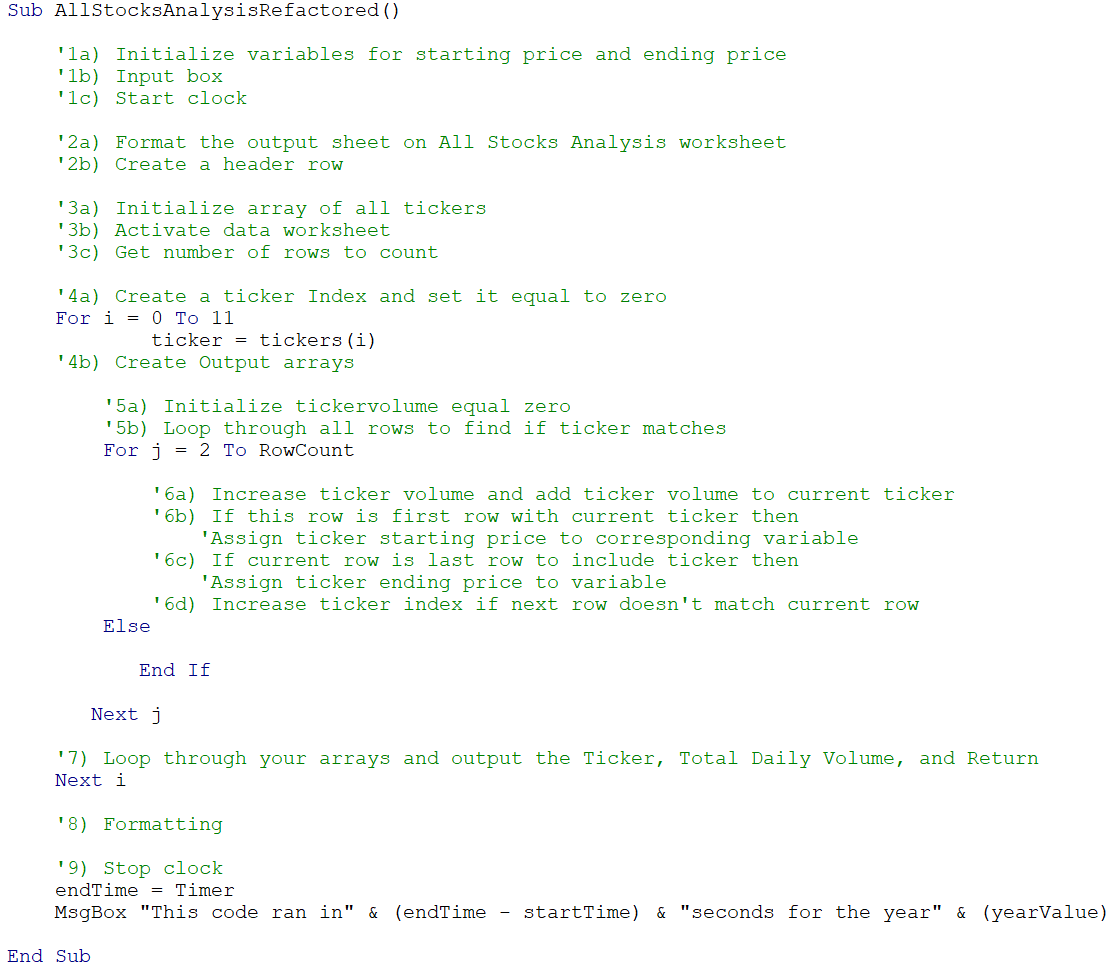 Sub AllStocksAnalysisRefactored()
'1a) Initialize variables for starting price and ending price
'1b) Input box
'1c) Start clock
'2a) Format the output sheet on All Stocks Analysis worksheet
'2b) Create a header row
'3a) Initialize array of all tickers
'3b) Activate data worksheet
'3c) Get number of rows to count
'4a) Create a ticker Index and set it equal to zero
For i = 0 To 11
ticker = tickers(i)
'4b) Create Output arrays
'5a) Initialize tickervolume equal zero
'5b) Loop through all rows to find if ticker matches
For j = 2 To RowCount
'6a) Increase ticker volume and add ticker volume to current ticker
'6b) If this row is first row with current ticker then
'Assign ticker starting price to corresponding variable
'6c) If current row is last row to include ticker then
'Assign ticker ending price to variable
'6d) Increase ticker index if next row doesn't match current row
Else
End If
Next j
'7) Loop through your arrays and output the Ticker, Total Daily Volume, and Return
Next i
'8) Formatting
'9) Stop clock
endTime = Timer
MsgBox "This code ran in" & (endTime - startTime) & "seconds for the year" & (yearValue)
End Sub